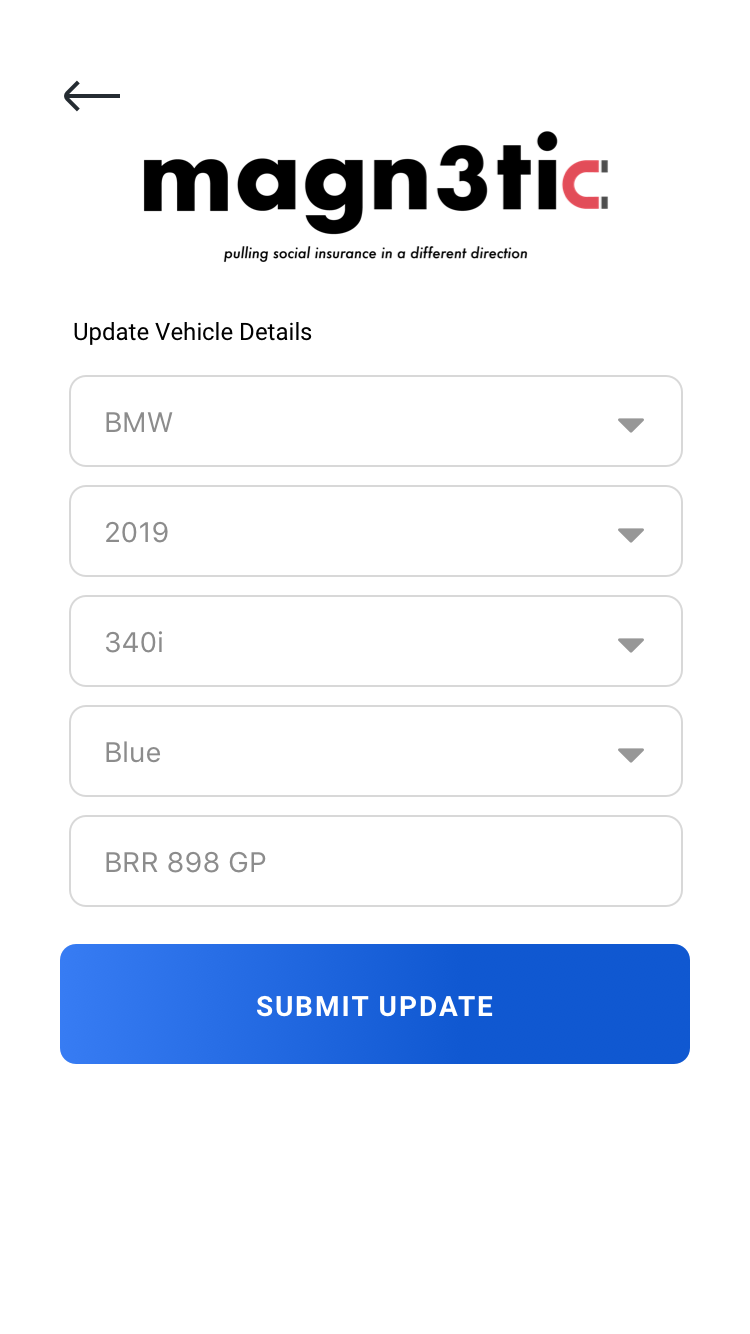 magn3tic
pulling social insurance in a different direction
Update Vehicle Details
BMW
2019
340i
Blue
BRR 898 GP
SUBMIT UPDATE